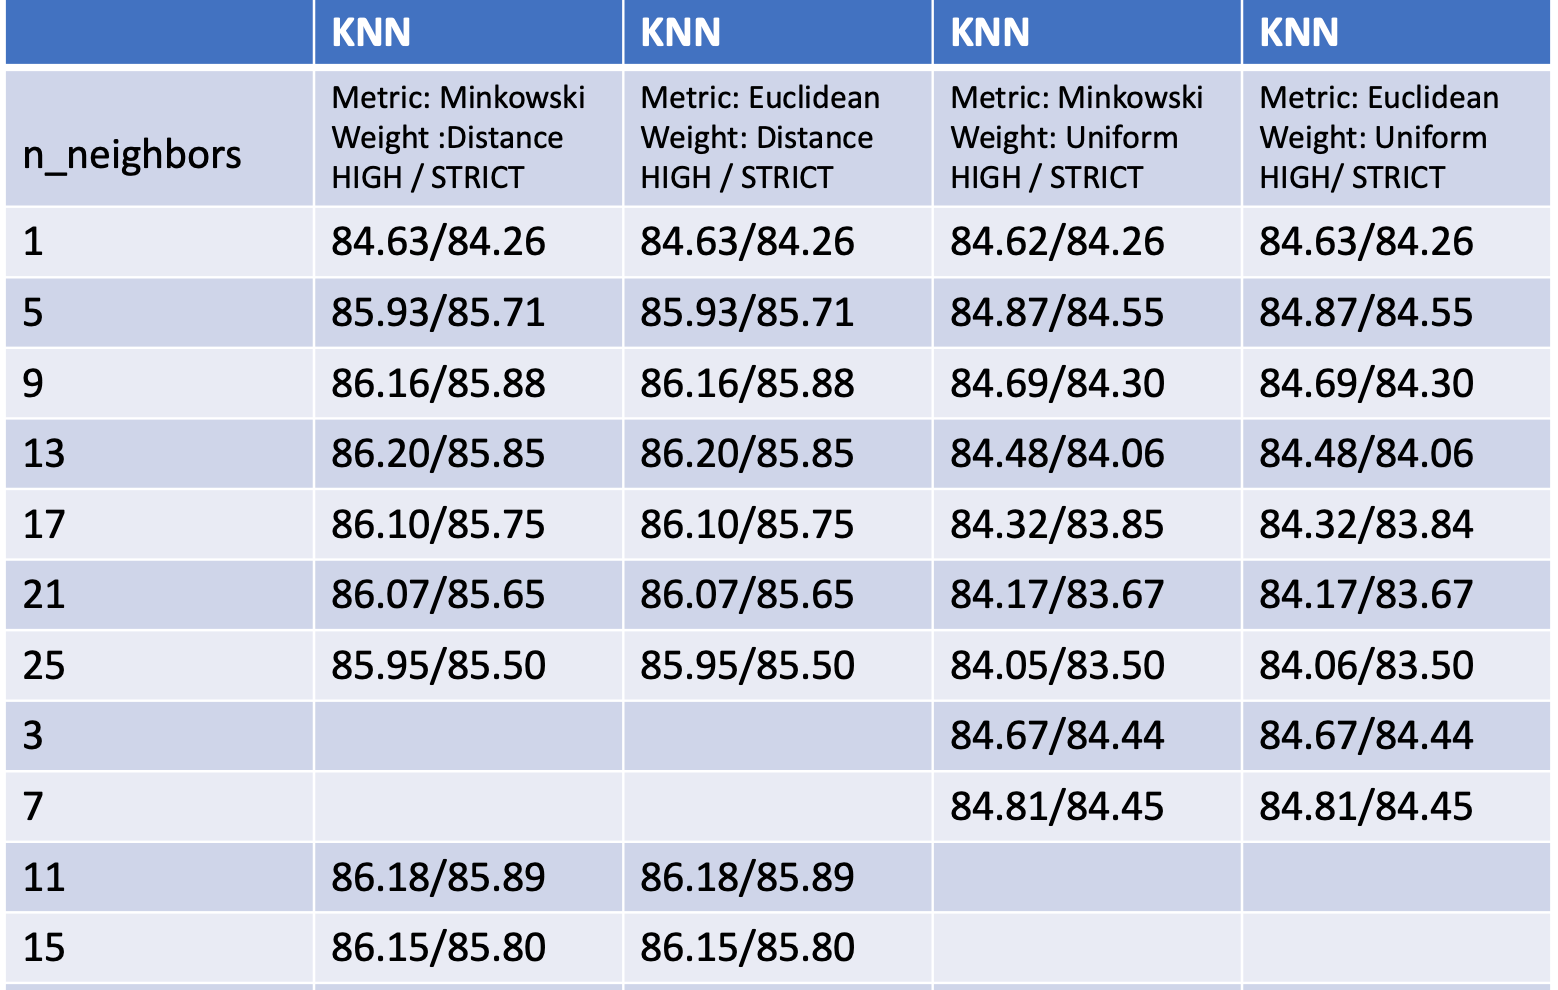 KNN KNN KNN KNN
n_neighbors
Metric: Minkowski
Weight :Distance
HIGH / STRICT
Metric: Euclidean
Weight: Distance
HIGH / STRICT
Metric: Minkowski
Weight: Uniform
HIGH / STRICT
Metric: Euclidean
Weight: Uniform
HIGH/ STRICT
1 84.63/84.26 84.63/84.26 84.62/84.26 84.63/84.26
5 85.93/85.71 85.93/85.71 84.87/84.55 84.87/84.55
9 86.16/85.88 86.16/85.88 84.69/84.30 84.69/84.30
13 86.20/85.85 86.20/85.85 84.48/84.06 84.48/84.06
17 86.10/85.75 86.10/85.75 84.32/83.85 84.32/83.84
21 86.07/85.65 86.07/85.65 84.17/83.67 84.17/83.67
25 85.95/85.50 85.95/85.50 84.05/83.50 84.06/83.50
3 84.67/84.44 84.67/84.44
7 84.81/84.45 84.81/84.45
11 86.18/85.89 86.18/85.89
15 86.15/85.80 86.15/85.80